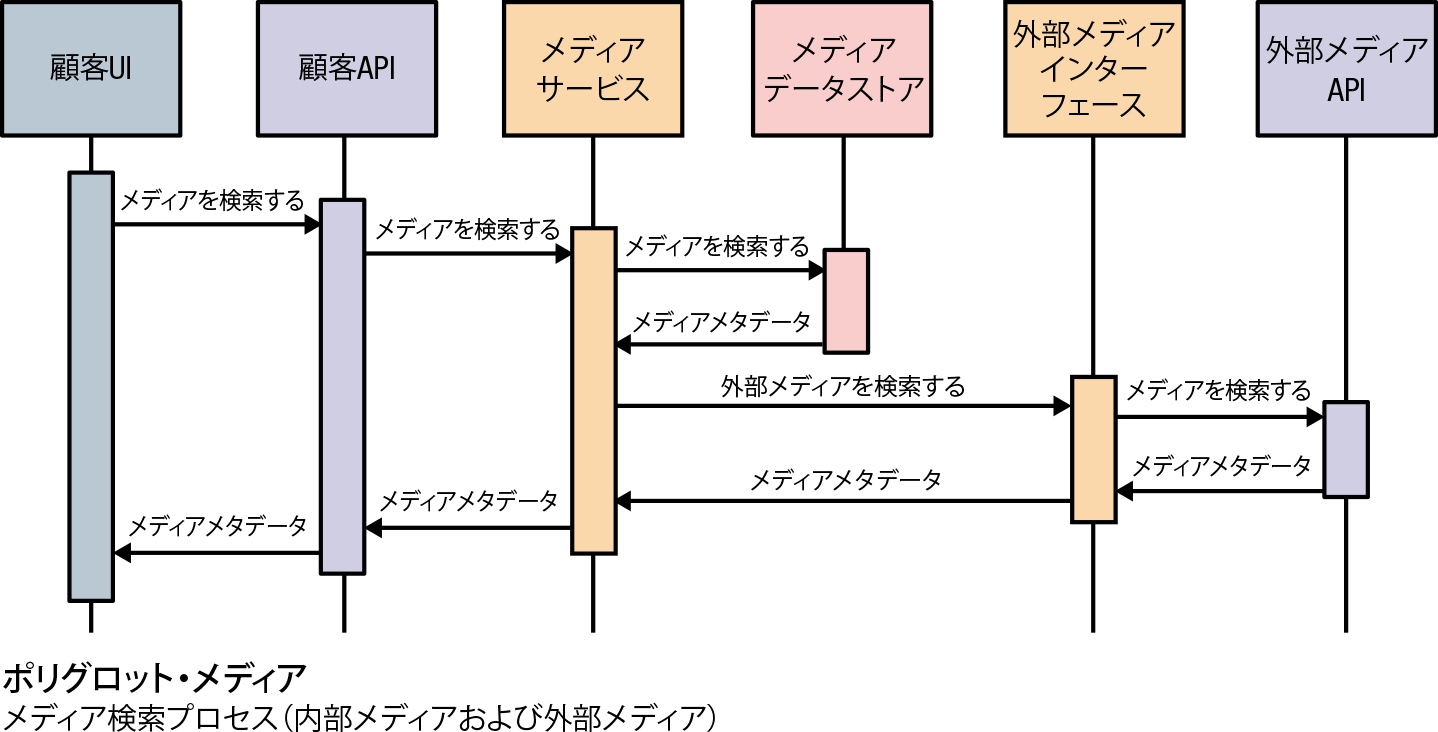 顧客UI
顧客API
メディア
サービス
メディア
データストア
外部メディア
インター
フェース
外部メディア
API
メディアを検索する
メディアを検索する
メディアを検索する
メディアメタデータ
外部メディアを検索する
メディアを検索する
メディアメタデータ
メディアメタデータ
メディアメタデータ
メディアメタデータ
ポリグロット・メディア
メディア検索プロセス（内部メディアおよび外部メディア）